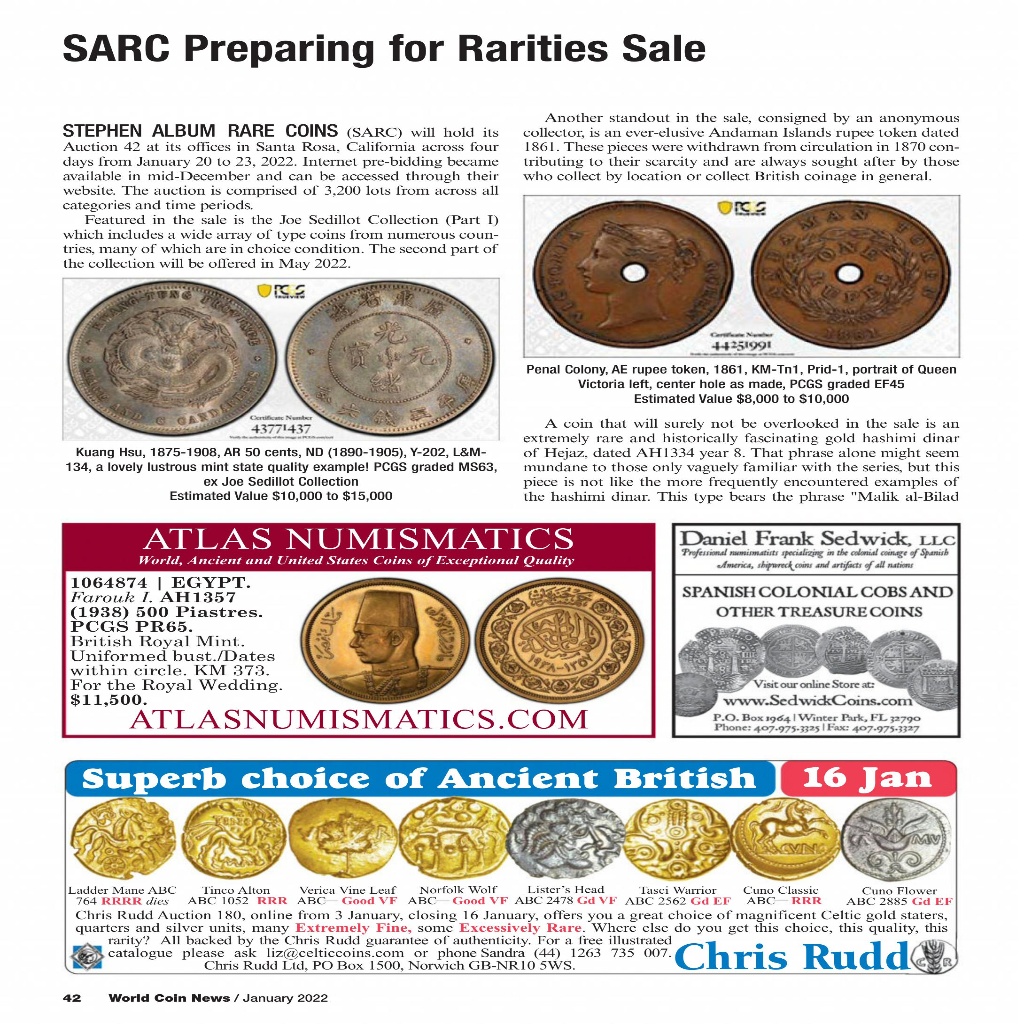 SARC Preparing for Rarities Sale
STEPHEN ALBUM RARE COINS (SARC) will hold its
Auction 42 at its offices in Santa Rosa, California across four
days from January 20 to 23, 2022. Internet pre-bidding became
available in mid-December and can be accessed through their
website. The auction is comprised of 3,200 lots from across all
categories and time periods.
Featured in the sale is the Joe Sedillot Collection (Part I)
which includes a wide array of type coins from numerous coun-
tries, many of which are in choice condition. The second part of
the collection will be offered in May 2022.
PCGS
TRUEVIEW
Certificate Number
43771437
Kuang Hsu, 1875-1908, AR 50 cents, ND (1890-1905), Y-202, L&M-
134, a lovely lustrous mint state quality example! PCGS graded MS63,
ex Joe Sedillot Collection
Estimated Value $10,000 to $15,000
Another standout in the sale, consigned by an anonymous
collector, is an ever-elusive Andaman Islands rupee token dated
1861. These pieces were withdrawn from circulation in 1870 con-
tributing to their scarcity and are always sought after by those
who collect by location or collect British coinage in general.
PCGS
TRUEVIEW
VICTORIA QUEEN
ANDAMAN TOKEN
ONE
RUPEE
1861
Certificate Number
44251991
Penal Colony, AE rupee token, 1861, KM-Tn1, Prid-1, portrait of Queen
Victoria left, center hole as made, PCGS graded EF45
Estimated Value $8,000 to $10,000
A coin that will surely not be overlooked in the sale is an
extremely rare and historically fascinating gold hashimi dinar
of Hejaz, dated AH1334 year 8. That phrase alone might seem
mundane to those only vaguely familiar with the series, but this
piece is not like the more frequently encountered examples of
the hashimi dinar. This type bears the phrase "Malik al-Bilad
ATLAS NUMISMATICS
World, Ancient and United States Coins of Exceptional Quality
1064874 | EGYPT.
Farouk I. AH1357
(1938) 500 Piastres.
PCGS PR65.
British Royal Mint.
Uniformed bust./Dates
within circle. KM 373.
For the Royal Wedding.
$11,500.
ATLASNUMISMATICS.COM
Daniel Frank Sedwick, LLC
Professional numismatists specializing in the colonial coinage of Spanish
America, shipwreck coins and artifacts of all nations
SPANISH COLONIAL COBS AND
OTHER TREASURE COINS
Visit our online Store at:
www.SedwickCoins.com
P.O. Box 1964 | Winter Park, FL 32790
Phone: 407.975.3325 | Fax: 407.975.3327
Superb choice of Ancient British 16 Jan
Ladder Mane ABC
764 RRRR dies
Tinco Alton
ABC 1052 RRR
Verica Vine Leaf
ABC— Good VF
Norfolk Wolf
ABC— Good VF
Lister's Head
ABC 2478 Gd VF
Tasci Warrior
ABC 2562 Gd EF
Cuno Classic
ABC— RRR
Cuno Flower
ABC 2885 Gd EF
Chris Rudd Auction 180, online from 3 January, closing 16 January, offers you a great choice of magnificent Celtic gold staters,
quarters and silver units, many Extremely Fine, some Excessively Rare. Where else do you get this choice, this quality, this
rarity? All backed by the Chris Rudd guarantee of authenticity. For a free illustrated
catalogue please ask liz@celticcoins.com or phone Sandra (44) 1263 735 007.
Chris Rudd Ltd, PO Box 1500, Norwich GB-NR10 5WS.
Chris Rudd
42 World Coin News / January 2022